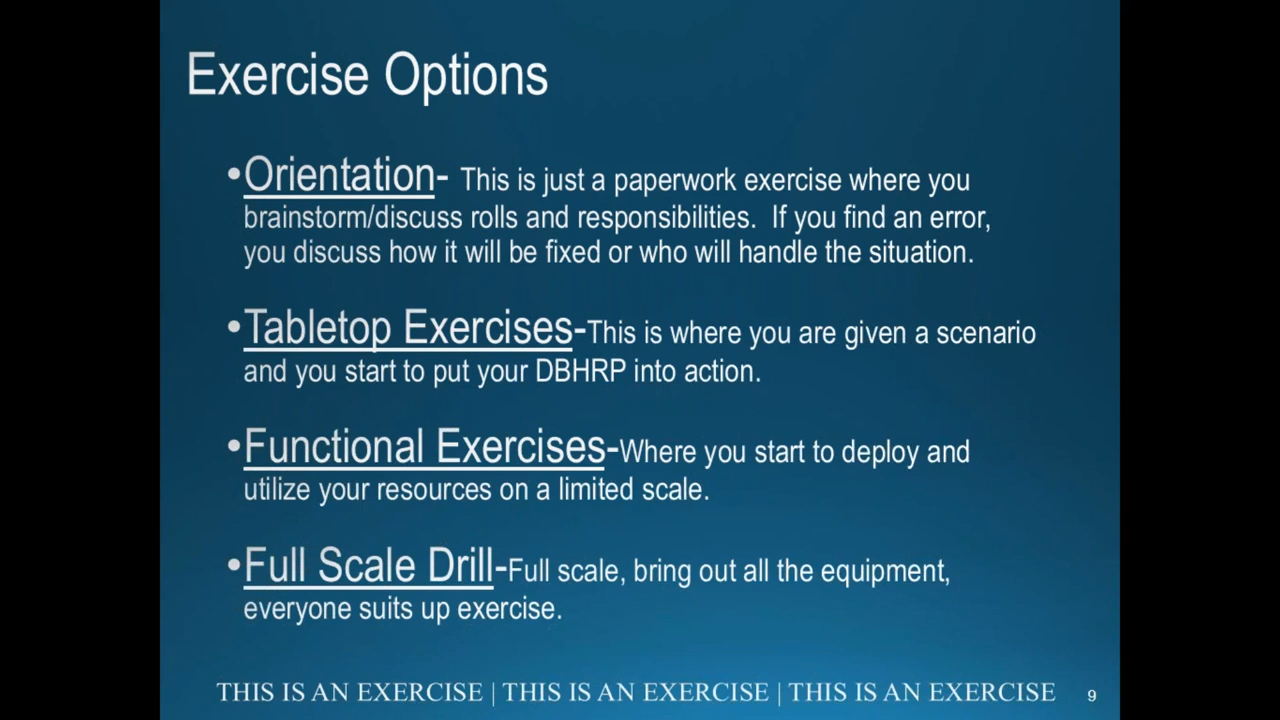 Exercise Options
•Orientation- This is just a paperwork exercise where you
brainstorm/discuss rolls and responsibilities. If you find an error,
you discuss how it will be fixed or who will handle the situation.
•Tabletop Exercises-This is where you are given a scenario
and you start to put your DBHRP into action.
•Functional Exercises-Where you start to deploy and
utilize your resources on a limited scale.
•Full Scale Drill-Full scale, bring out all the equipment,
everyone suits up exercise.
THIS IS AN EXERCISE | THIS IS AN EXERCISE | THIS IS AN EXERCISE 9